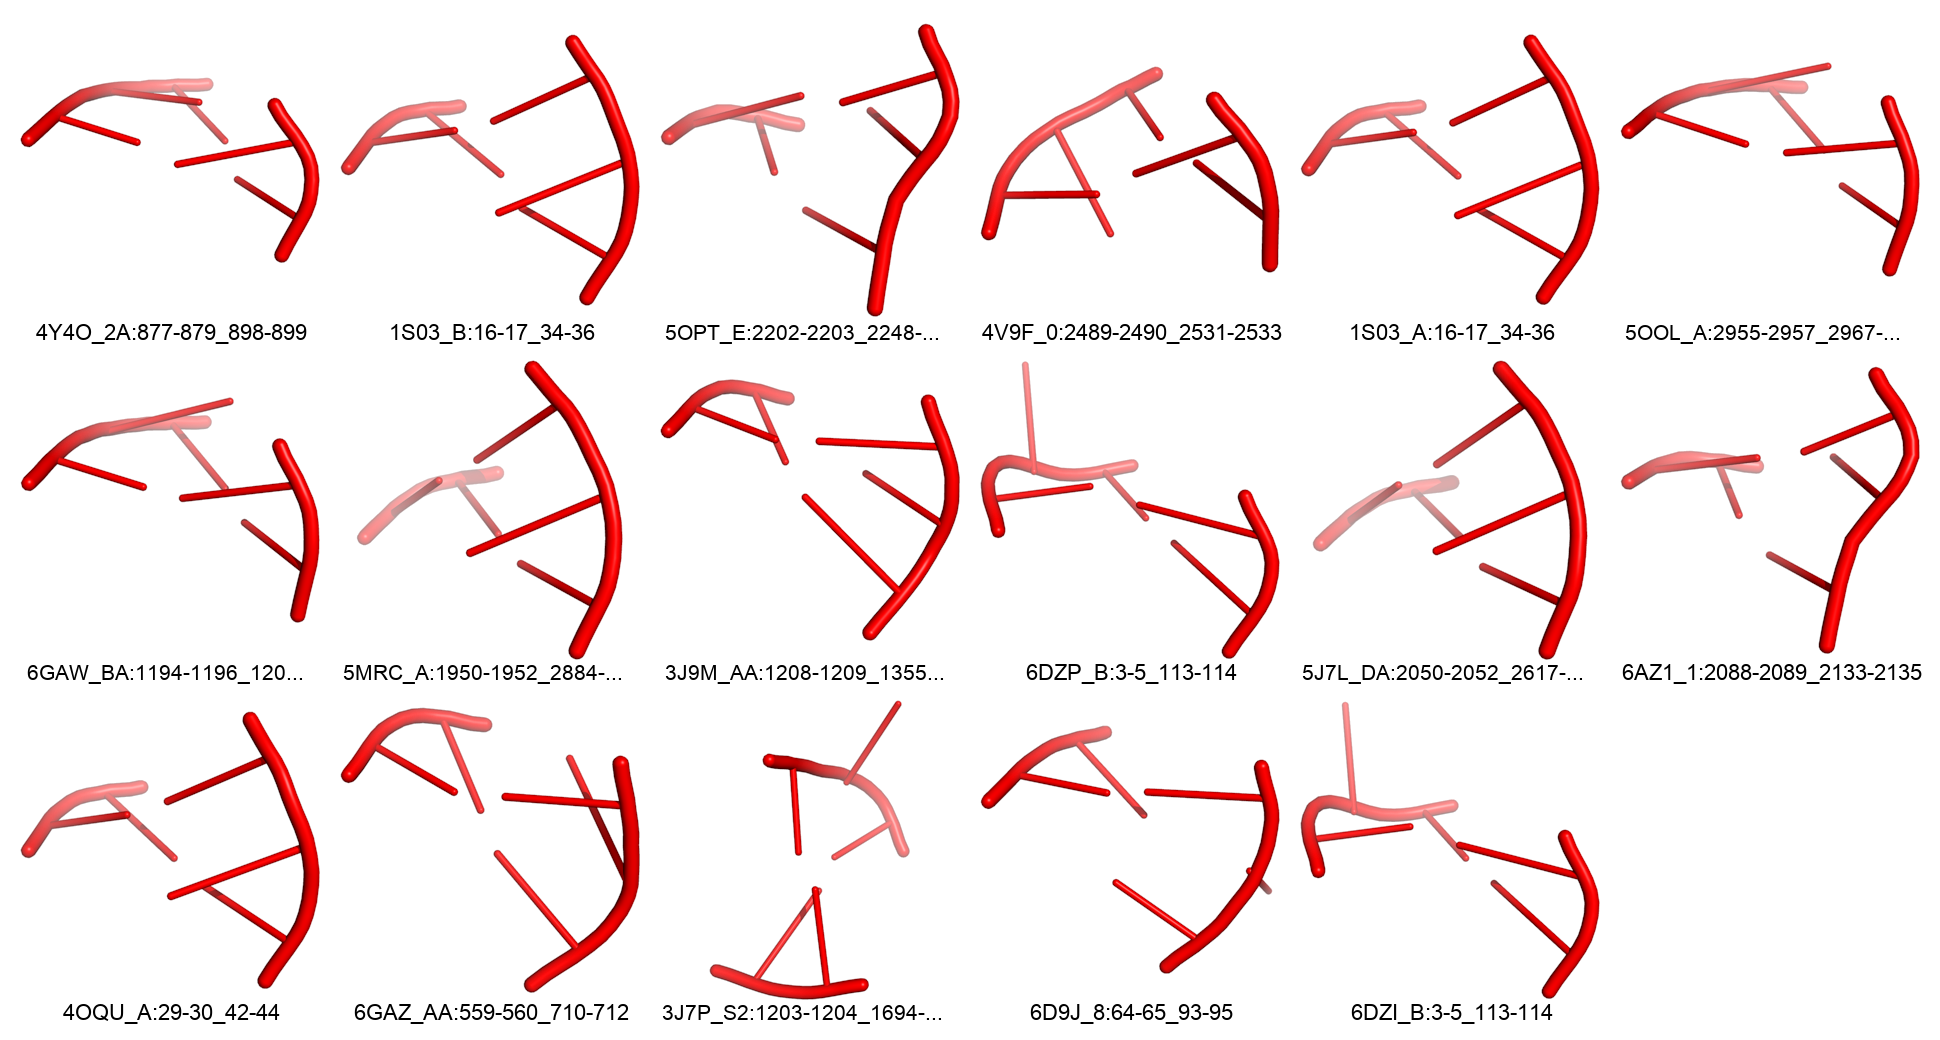 4Y4O_2A:877-879_898-899
1S03_B:16-17_34-36
5OPT_E:2202-2203_2248-...
4V9F_0:2489-2490_2531-2533
1S03_A:16-17_34-36
5OOL_A:2955-2957_2967-...
6GAW_BA:1194-1196_120...
5MRC_A:1950-1952_2884-...
3J9M_AA:1208-1209_1355...
6DZP_B:3-5_113-114
5J7L_DA:2050-2052_2617-...
6AZ1_1:2088-2089_2133-2135
4OQU_A:29-30_42-44
6GAZ_AA:559-560_710-712
3J7P_S2:1203-1204_1694-...
6D9J_8:64-65_93-95
6DZI_B:3-5_113-114